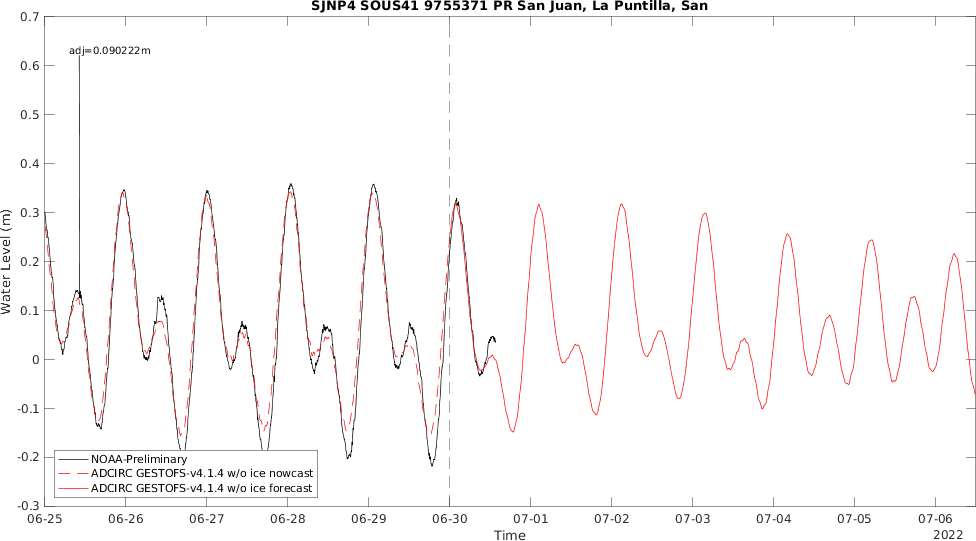 SJNP4 SOUS41 9755371 PR San Juan, La Puntilla, San
0.7
0.6
0.5
0.4
0.3
0.2
0.1
0
-0.1
-0.2
-0.3
Water Level (m)
adj=0.090222m
NOAA-Preliminary
ADCIRC GESTOFS-v4.1.4 w/o ice nowcast
ADCIRC GESTOFS-v4.1.4 w/o ice forecast
06-25 06-26 06-27 06-28 06-29 06-30 07-01 07-02 07-03 07-04 07-05 07-06
Time
2022